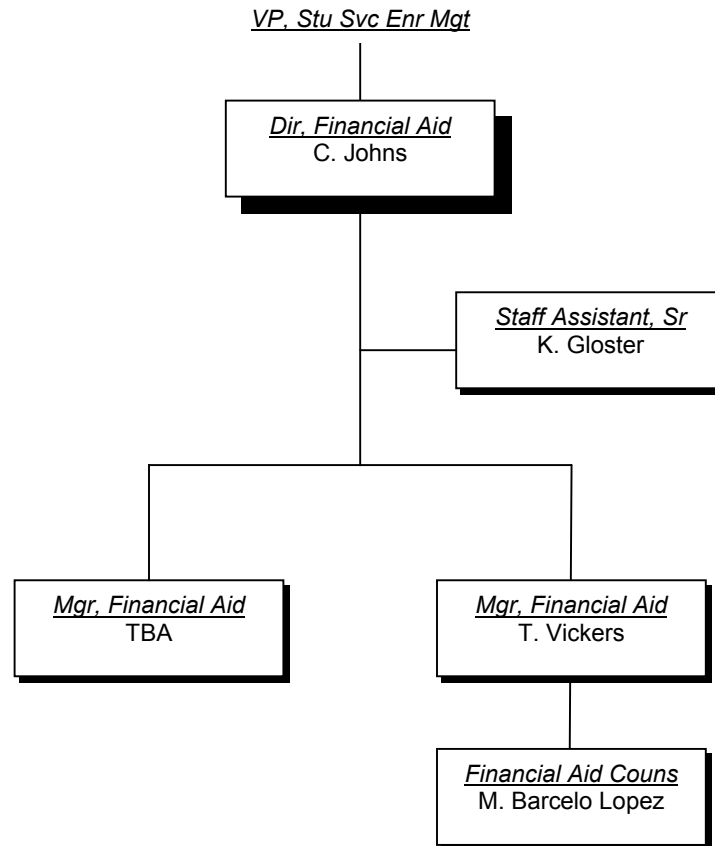 VP, Stu Svc Enr Mgt
Dir, Financial Aid
C. Johns
Staff Assistant, Sr
K. Gloster
Mgr, Financial Aid
TBA
Mgr, Financial Aid
T. Vickers
Financial Aid Couns
M. Barcelo Lopez